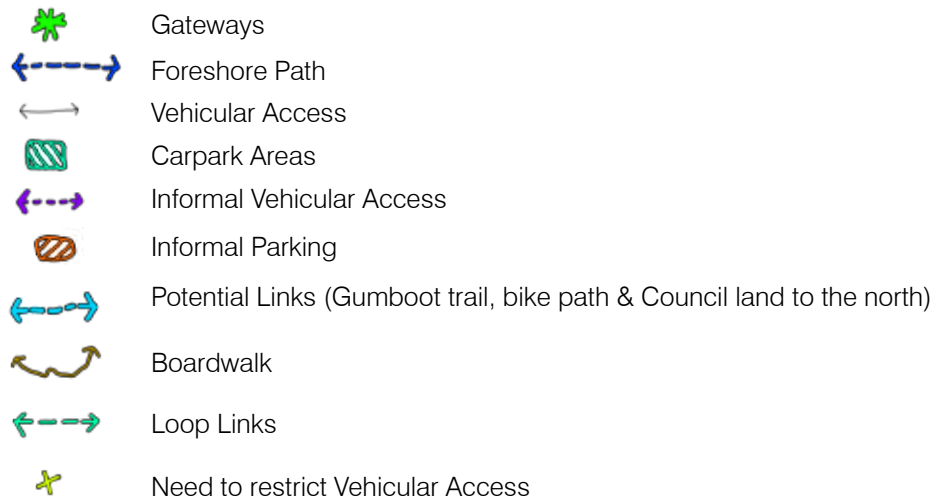 Gateways
Foreshore Path
Vehicular Access
Carpark Areas
Informal Vehicular Access
Informal Parking
Potential Links (Gumboot trail, bike path & Council land to the north)
Boardwalk
Loop Links
Need to restrict Vehicular Access